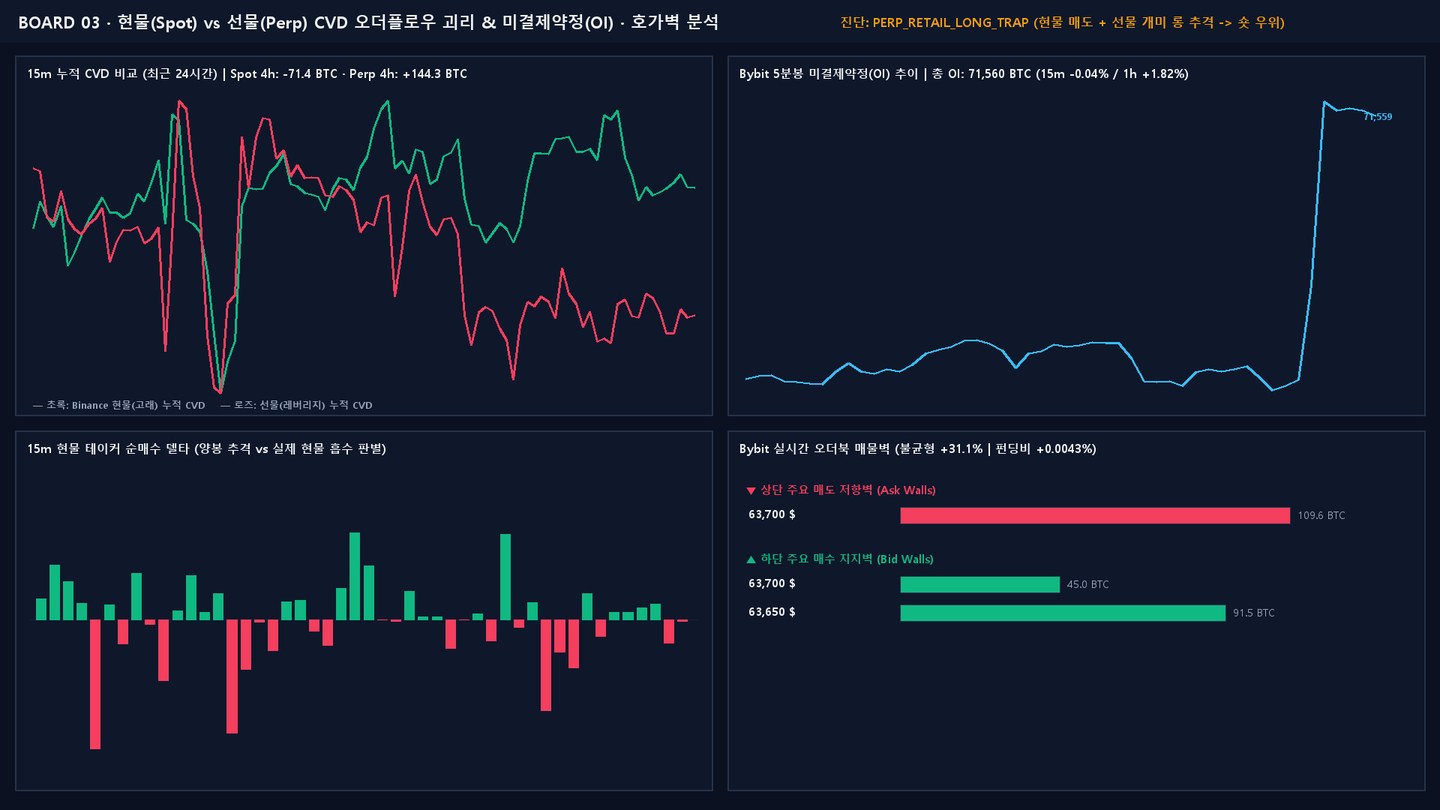 BOARD 03 · 현물(Spot) vs 선물(Perp) CVD 오더플로우 괴리 & 미결제약정(OI) · 호가벽 분석
진단: PERP_RETAIL_LONG_TRAP (현물 매도 + 선물 개미 롱 추격 -> 숏 우위)
15m 누적 CVD 비교 (최근 24시간) | Spot 4h: -71.4 BTC · Perp 4h: +144.3 BTC
— 초록: Binance 현물(고래) 누적 CVD — 로즈: 선물(레버리지) 누적 CVD
Bybit 5분봉 미결제약정(OI) 추이 | 총 OI: 71,560 BTC (15m -0.04% / 1h +1.82%)
71,559
15m 현물 테이커 순매수 델타 (양봉 추격 vs 실제 현물 흡수 판별)
Bybit 실시간 오더북 매물벽 (불균형 +31.1% | 펀딩비 +0.0043%)
▼ 상단 주요 매도 저항벽 (Ask Walls)
63,700 $ 109.6 BTC
▲ 하단 주요 매수 지지벽 (Bid Walls)
63,700 $ 45.0 BTC
63,650 $ 91.5 BTC